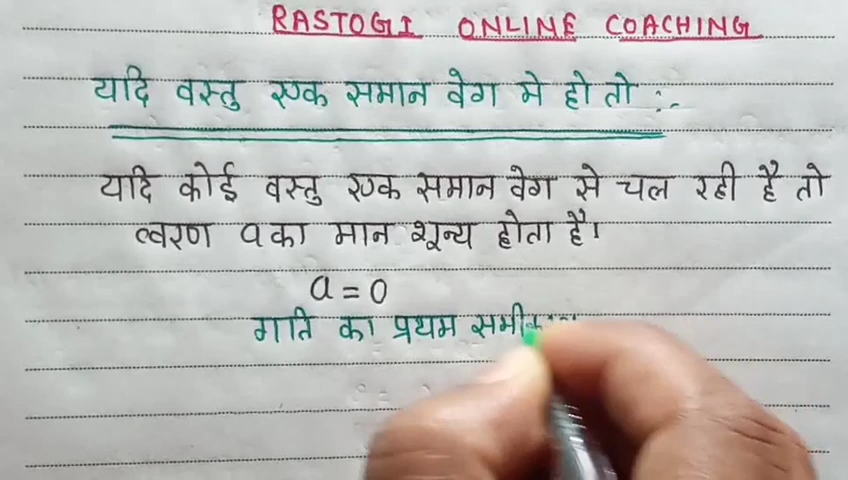 RASTOGI ONLINE COACHING
यदि वस्तु एक समान वेग मे हो तो :-
यदि कोई वस्तु एक समान वेग से चल रही है तो
त्वरण a का मान शून्य होता है।
a = 0
गति का प्रथम